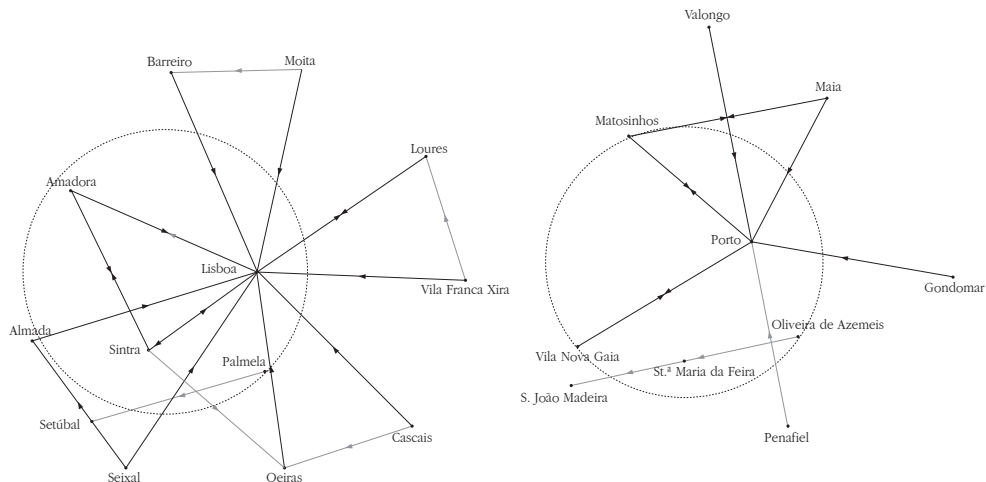 Valongo
Barreiro
Moita
Maia
Matosinhos
Loures
Amadora
Porto
Lisboa
Vila Franca Xira
Gondomar
Almada
Oliveira de Azemeis
Sintra
Vila Nova Gaia
Palmela
St.ª Maria da Feira
S. João Madeira
Setúbal
Cascais
Penafiel
Seixal
Oeiras